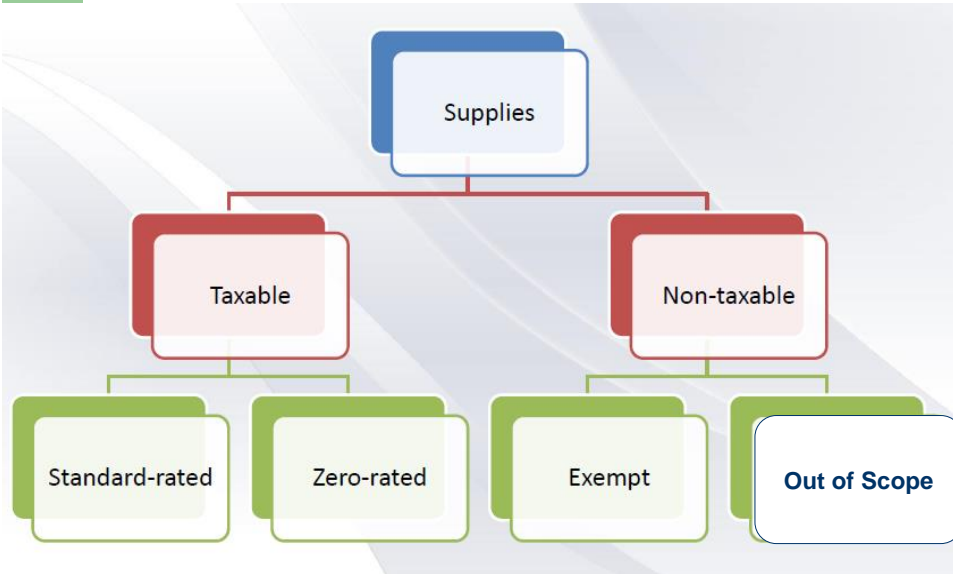 Supplies
Taxable
Non-taxable
Standard-rated
Zero-rated
Exempt
Out of Scope